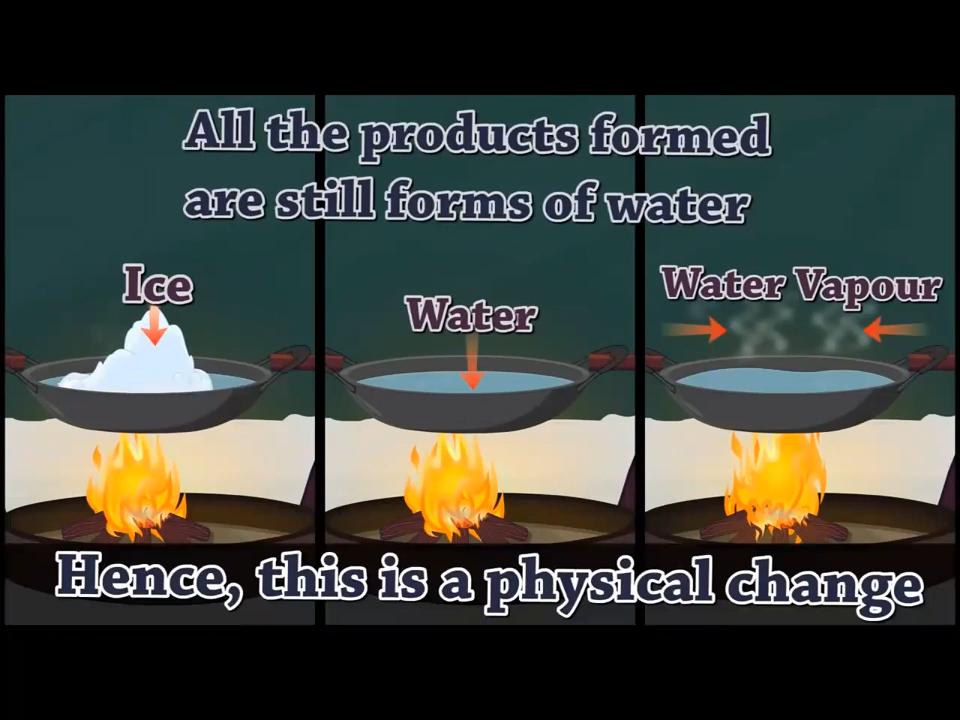 All the products formed
are still forms of water
Ice
Water
Water Vapour
Hence, this is a physical change